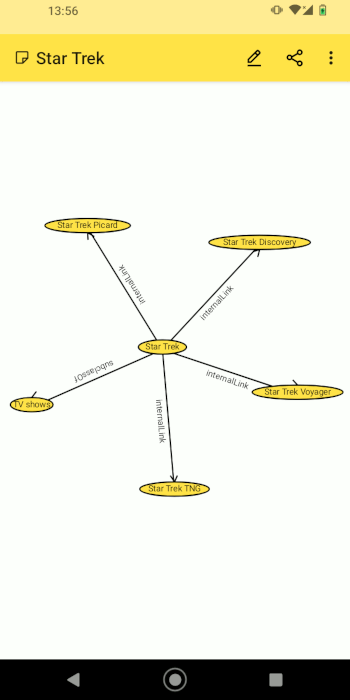 13:56
Star Trek
Star Trek Picard
Star Trek Discovery
internalLink
internalLink
Star Trek
subclassOf
internalLink
TV shows
Star Trek Voyager
internalLink
Star Trek TNG